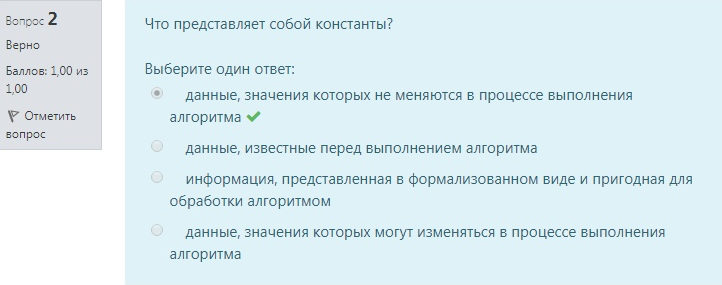 Вопрос 2
Верно
Баллов: 1,00 из
1,00
Отметить
вопрос
Что представляет собой константы?
Выберите один ответ:
данные, значения которых не меняются в процессе выполнения
алгоритма
данные, известные перед выполнением алгоритма
информация, представленная в формализованном виде и пригодная для
обработки алгоритмом
данные, значения которых могут изменяться в процессе выполнения
алгоритма